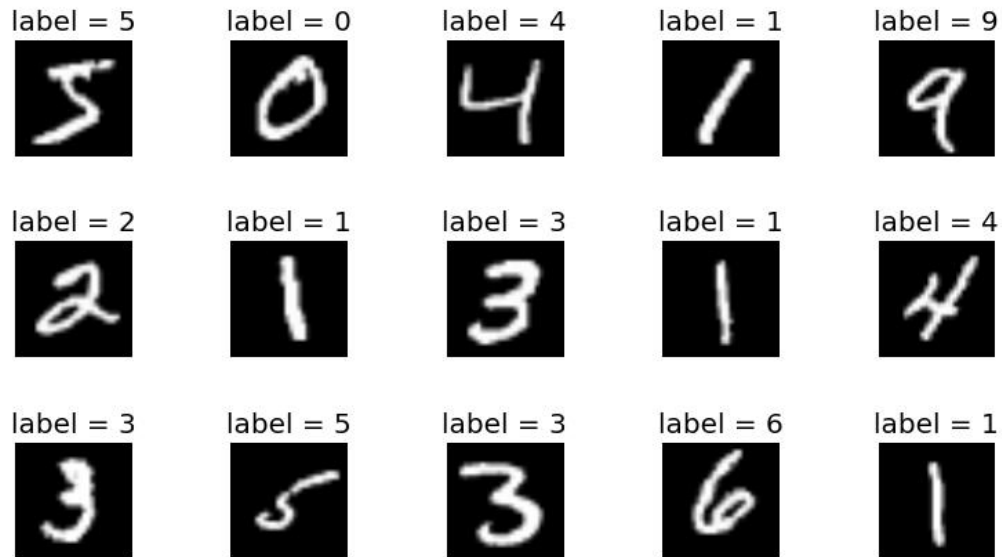 label = 5 label = 0 label = 4 label = 1 label = 9
5 0 4 1 9
label = 2 label = 1 label = 3 label = 1 label = 4
2 1 3 1 4
label = 3 label = 5 label = 3 label = 6 label = 1
3 5 3 6 1